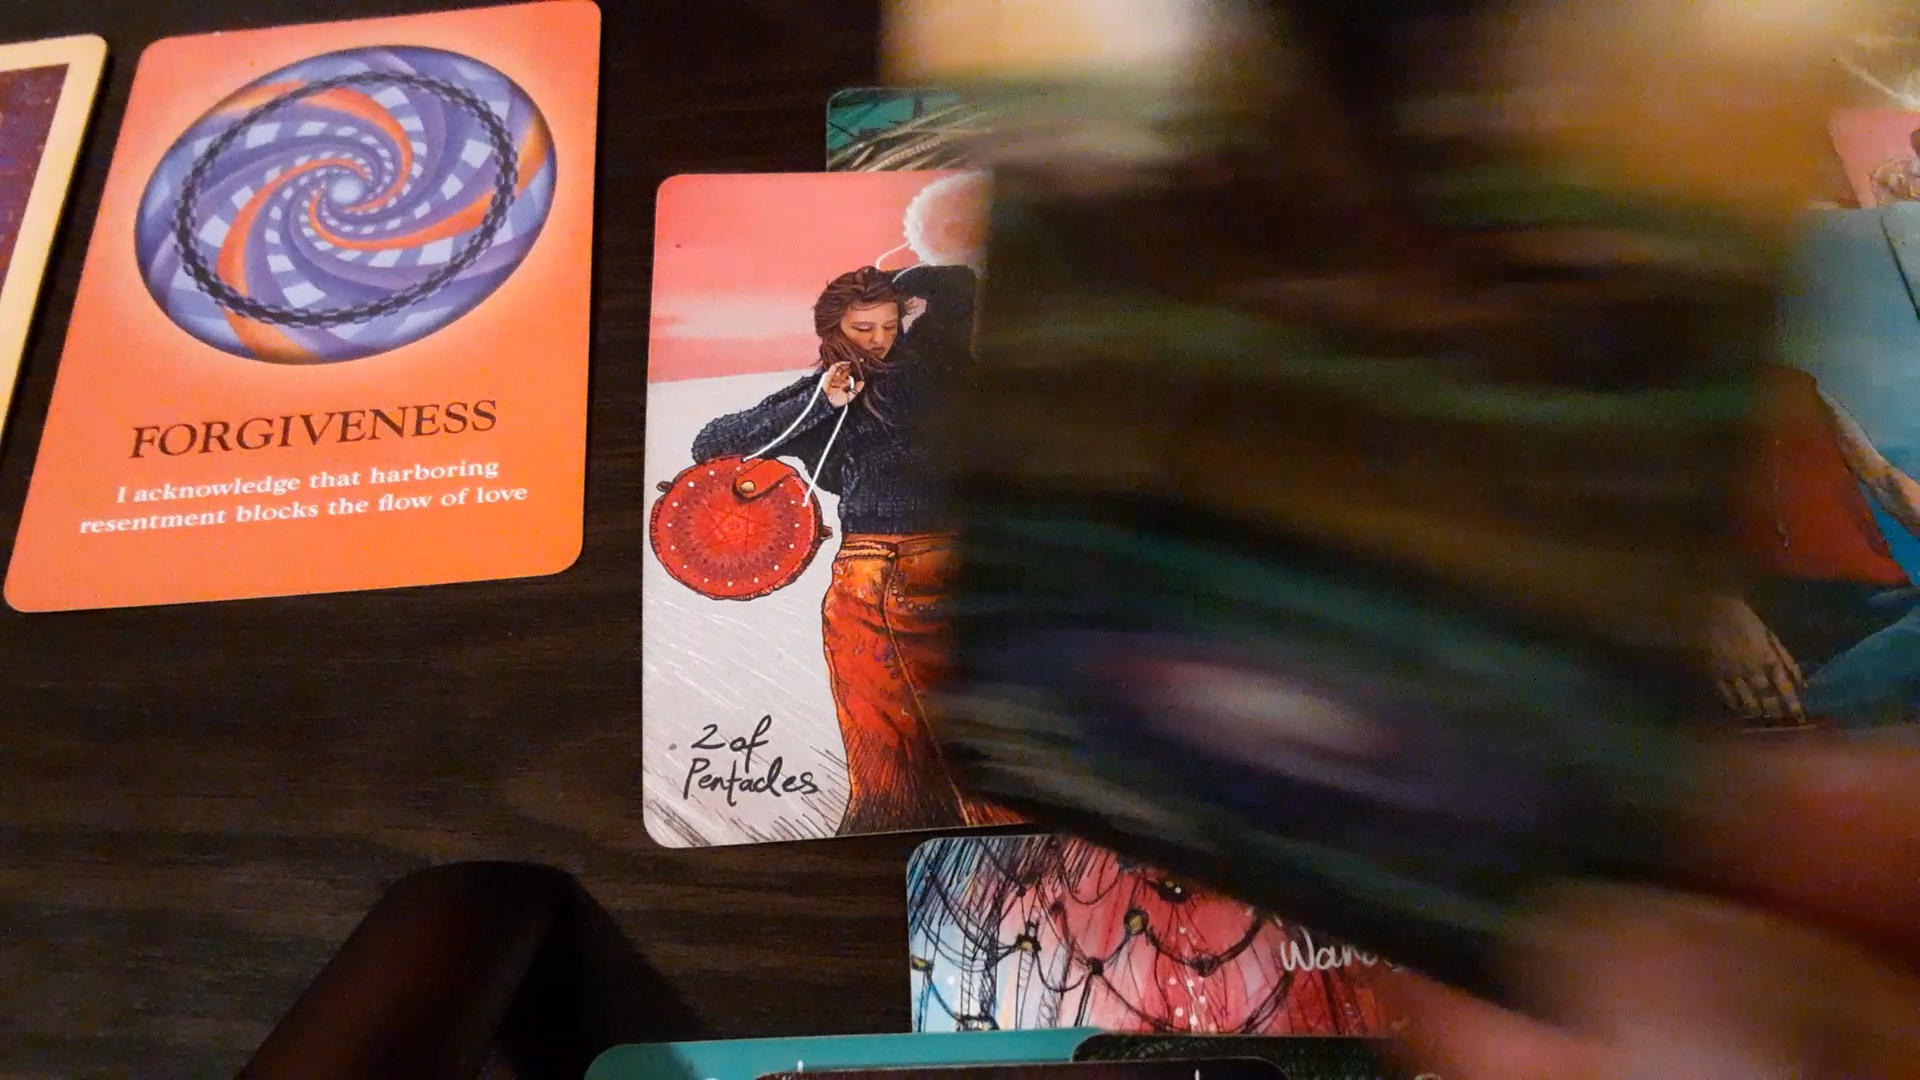 FORGIVENESS
I acknowledge that harboring
resentment blocks the flow of love
2 of
Pentacles